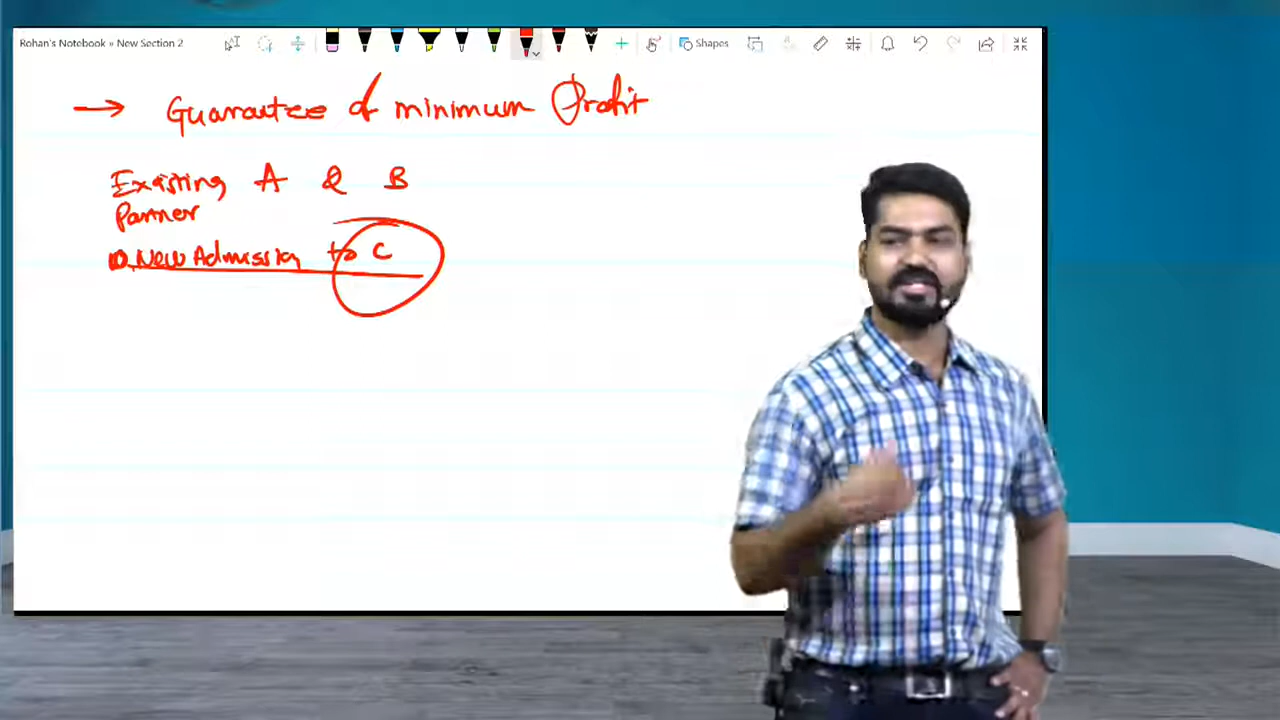 Rohan's Notebook » New Section 2
Shapes
→ Guarantee of minimum Profit
Existing A & B
Partner
New Admission to C